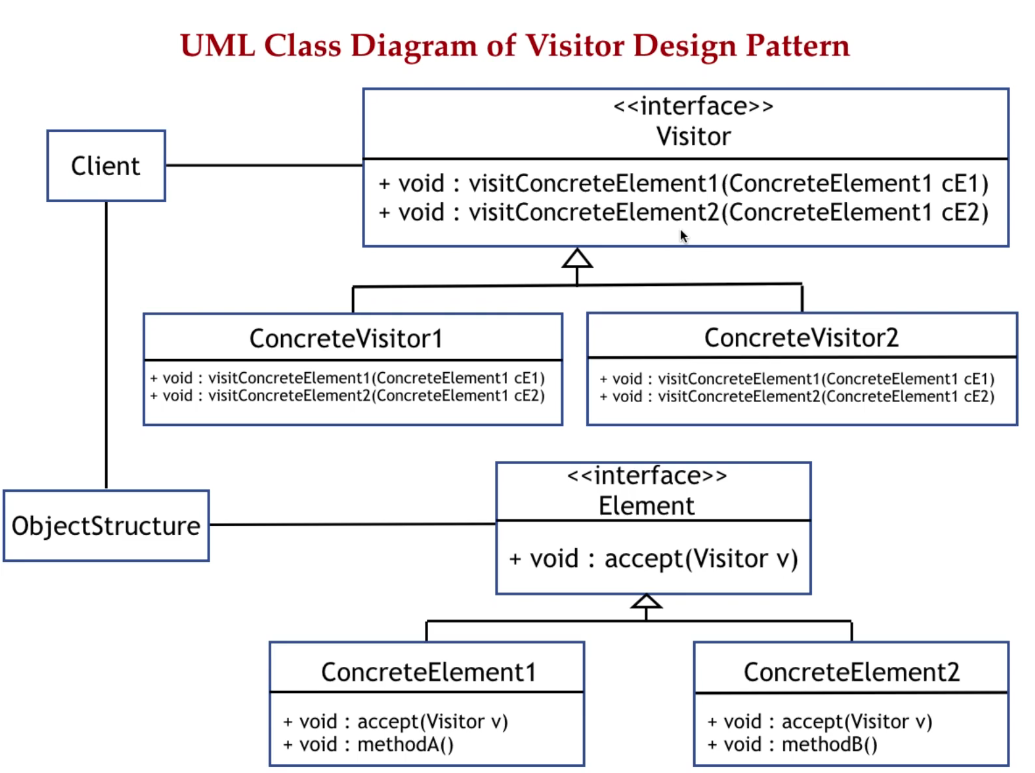 UML Class Diagram of Visitor Design Pattern
<<interface>>
Visitor
Client
+ void : visitConcreteElement1(ConcreteElement1 cE1)
+ void : visitConcreteElement2(ConcreteElement1 cE2)
ConcreteVisitor1
+ void : visitConcreteElement1(ConcreteElement1 cE1)
+ void : visitConcreteElement2(ConcreteElement1 cE2)
ConcreteVisitor2
+ void : visitConcreteElement1(ConcreteElement1 cE1)
+ void : visitConcreteElement2(ConcreteElement1 cE2)
<<interface>>
Element
ObjectStructure
+ void : accept(Visitor v)
ConcreteElement1
+ void : accept(Visitor v)
+ void : methodA()
ConcreteElement2
+ void : accept(Visitor v)
+ void : methodB()